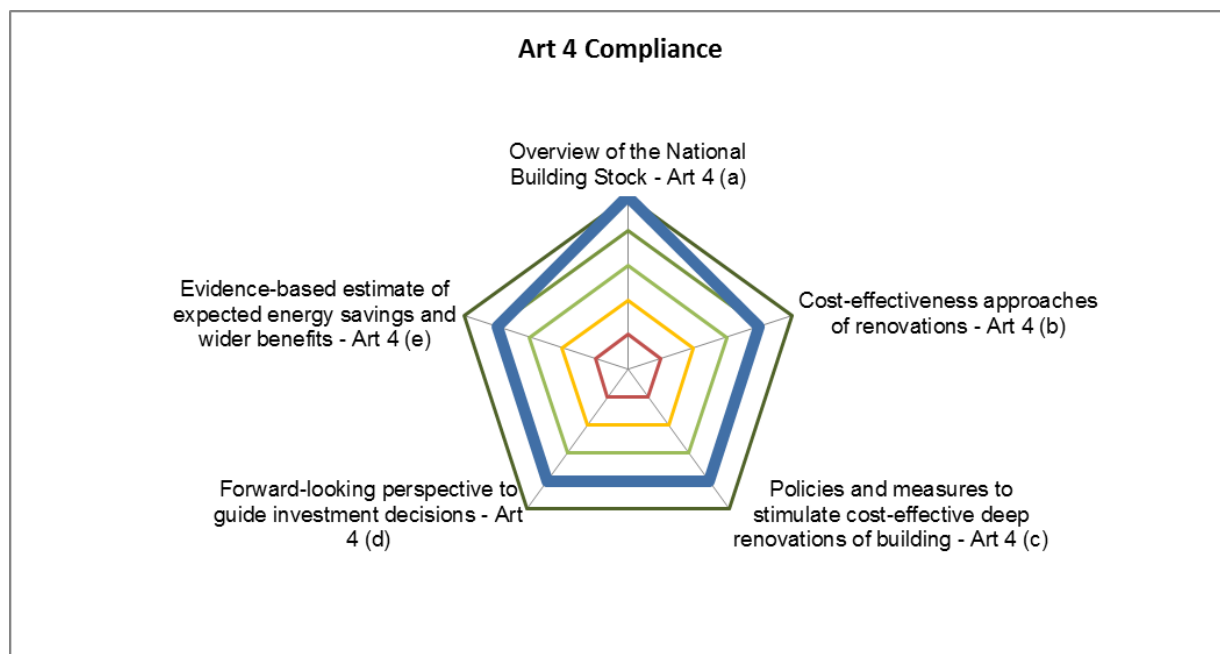 Art 4 Compliance
Overview of the National
Building Stock - Art 4 (a)
Cost-effectiveness approaches
of renovations - Art 4 (b)
Policies and measures to
stimulate cost-effective deep
renovations of building - Art 4 (c)
Forward-looking perspective to
guide investment decisions - Art
4 (d)
Evidence-based estimate of
expected energy savings and
wider benefits - Art 4 (e)